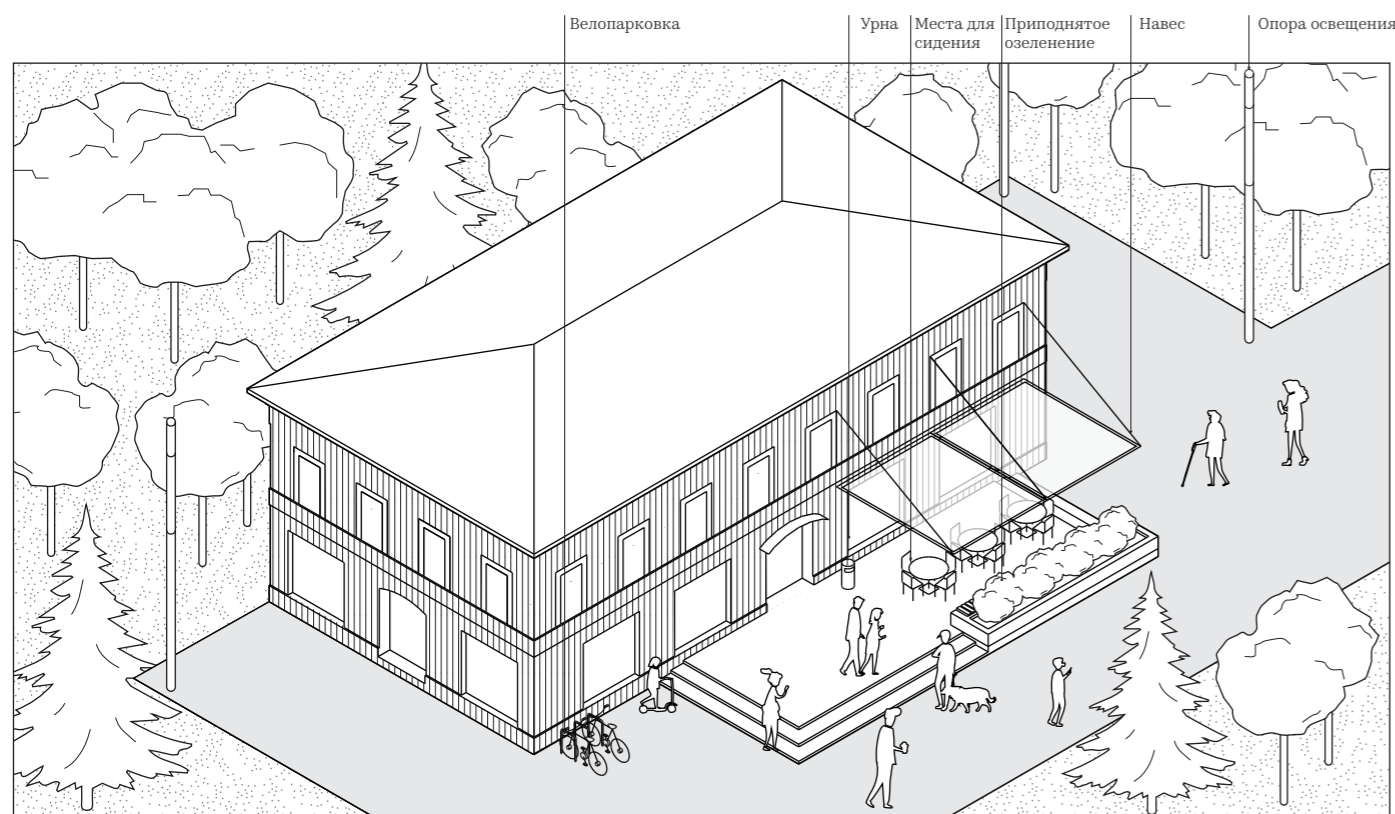 Велопарковка
Урна
Места для
сидения
Приподнятое
озеленение
Навес
Опора освещения